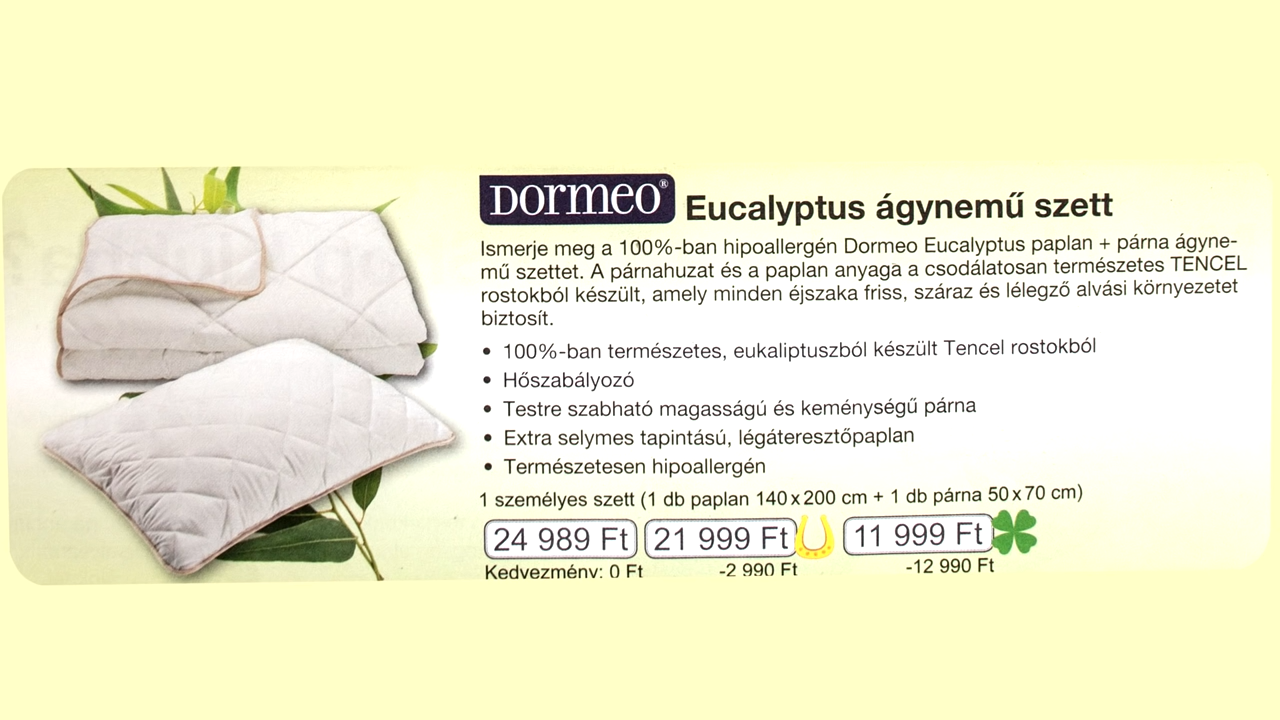 Dormeo® Eucalyptus ágynemű szett
Ismerje meg a 100%-ban hipoallergén Dormeo Eucalyptus paplan + párna ágyne-
mű szettet. A párnahuzat és a paplan anyaga a csodálatosan természetes TENCEL
rostokból készült, amely minden éjszaka friss, száraz és lélegző alvási környezetet
biztosít.
• 100%-ban természetes, eukaliptuszból készült Tencel rostokból
• Hőszabályozó
• Testre szabható magasságú és keménységű párna
• Extra selymes tapintású, légáteresztőpaplan
• Természetesen hipoallergén
1 személyes szett (1 db paplan 140 x 200 cm + 1 db párna 50 x 70 cm)
24 989 Ft 21 999 Ft 11 999 Ft
Kedvezmény: 0 Ft -2 990 Ft -12 990 Ft